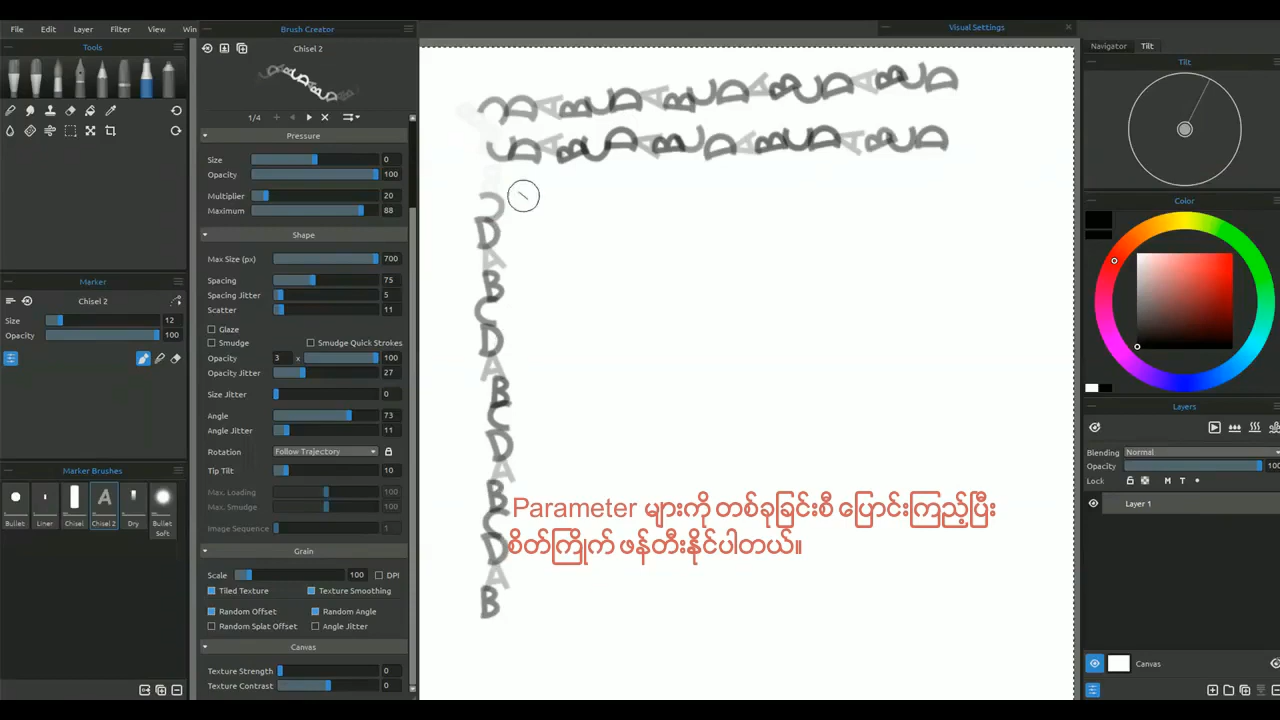 File Edit Layer Filter View Win
Tools
Brush Creator
Chisel 2
1/4
Pressure
Size 0
Opacity 100
Multiplier 20
Maximum 88
Shape
Max Size (px) 700
Spacing 75
Spacing Jitter 5
Scatter 11
Glaze
Smudge Smudge Quick Strokes
Opacity 3 x 100
Opacity Jitter 27
Size Jitter 0
Angle 73
Angle Jitter 11
Rotation Follow Trajectory
Tip Tilt 10
Max. Loading 100
Max. Smudge 100
Image Sequence 1
Grain
Scale 100 DPI
Tiled Texture Texture Smoothing
Random Offset Random Angle
Random Splat Offset Angle Jitter
Canvas
Texture Strength 0
Texture Contrast 0
Marker
Chisel 2
Size 12
Opacity 100
Marker Brushes
Bullet Liner Chisel Chisel 2 Dry Bullet Soft
Visual Settings
C D A B C D A B C D A B C D A B C D
C D A B C D A B C D A B C D A B C D
C
D
A
B
C
D
A
B
C
D
A
B
C
D
A
B
Parameter များကို တစ်ခုခြင်းစီ ပြောင်းကြည့်ပြီး
စိတ်ကြိုက် ဖန်တီးနိုင်ပါတယ်။
Navigator Tilt
Tilt
Color
Layers
Blending Normal
Opacity 100
Lock M T
Layer 1
Canvas